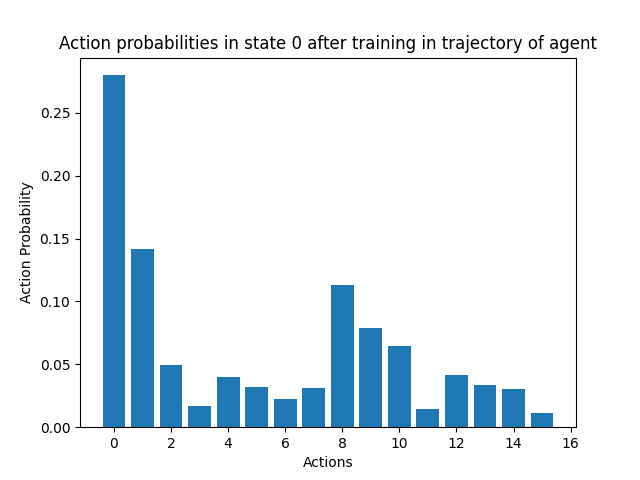 Action probabilities in state 0 after training in trajectory of agent
0.25
0.20
0.15
0.10
0.05
0.00
Action Probability
0 2 4 6 8 10 12 14 16
Actions